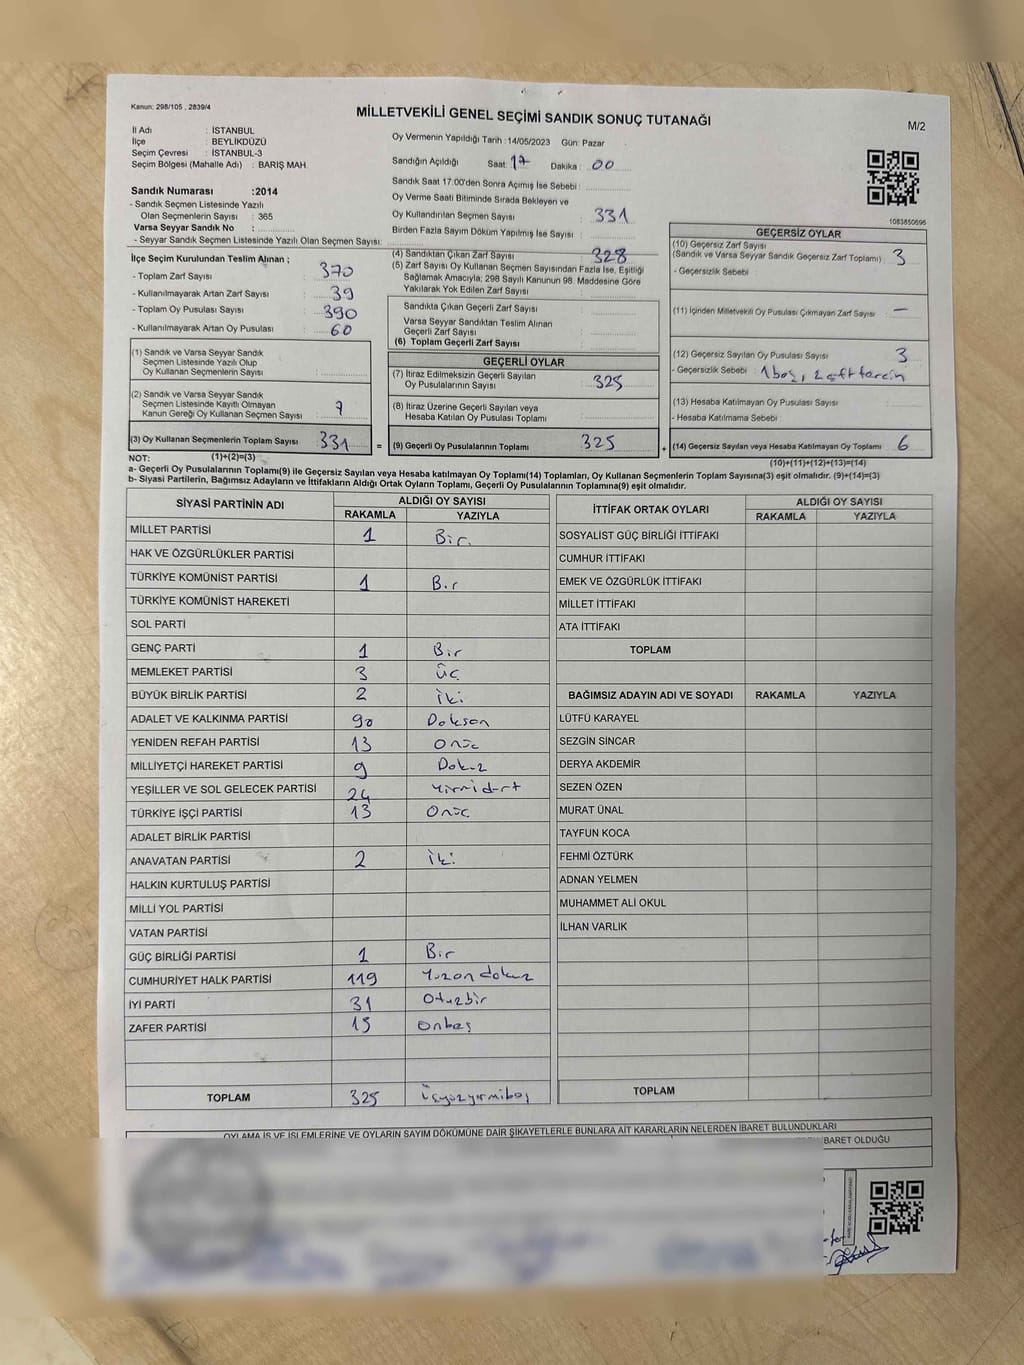 Kanun: 298/105 , 2839/4
MİLLETVEKİLİ GENEL SEÇİMİ SANDIK SONUÇ TUTANAĞI
M/2
İl Adı : İSTANBUL
İlçe : BEYLİKDÜZÜ
Seçim Çevresi : İSTANBUL-3
Seçim Bölgesi (Mahalle Adı) : BARIŞ MAH.
Sandık Numarası :2014
- Sandık Seçmen Listesinde Yazılı
Olan Seçmenlerin Sayısı : 365
Varsa Seyyar Sandık No :
- Seyyar Sandık Seçmen Listesinde Yazılı Olan Seçmen Sayısı:
Oy Vermenin Yapıldığı Tarih : 14/05/2023 Gün: Pazar
Sandığın Açıldığı Saat: 17 Dakika : 00
Sandık Saat 17:00'den Sonra Açımış İse Sebebi :
Oy Verme Saati Bitiminde Sırada Bekleyen ve
Oy Kullandırılan Seçmen Sayısı : 331
Birden Fazla Sayım Döküm Yapılmış İse Sayısı :
1083850696
İlçe Seçim Kurulundan Teslim Alınan ;
- Toplam Zarf Sayısı : 370
- Kullanılmayarak Artan Zarf Sayısı : 39
- Toplam Oy Pusulası Sayısı : 390
- Kullanılmayarak Artan Oy Pusulası : 60
(1) Sandık ve Varsa Seyyar Sandık
Seçmen Listesinde Yazılı Olup
Oy Kullanan Seçmenlerin Sayısı :
(2) Sandık ve Varsa Seyyar Sandık
Seçmen Listesinde Kayıtlı Olmayan
Kanun Gereği Oy Kullanan Seçmen Sayısı : 7
(3) Oy Kullanan Seçmenlerin Toplam Sayısı 331 =
(1)+(2)=(3)
(4) Sandıktan Çıkan Zarf Sayısı : 328
(5) Zarf Sayısı Oy Kullanan Seçmen Sayısından Fazla İse, Eşitliği
Sağlamak Amacıyla; 298 Sayılı Kanunun 98. Maddesine Göre
Yakılarak Yok Edilen Zarf Sayısı :
Sandıkta Çıkan Geçerli Zarf Sayısı :
Varsa Seyyar Sandıktan Teslim Alınan
Geçerli Zarf Sayısı :
(6) Toplam Geçerli Zarf Sayısı :
GEÇERLİ OYLAR
(7) İtiraz Edilmeksizin Geçerli Sayılan
Oy Pusulalarının Sayısı : 325
(8) İtiraz Üzerine Geçerli Sayılan veya
Hesaba Katılan Oy Pusulası Toplamı :
(9) Geçerli Oy Pusulalarının Toplamı : 325 +
GEÇERSİZ OYLAR
(10) Geçersiz Zarf Sayısı
(Sandık ve Varsa Seyyar Sandık Geçersiz Zarf Toplamı) : 3
- Geçersizlik Sebebi :
(11) İçinden Milletvekili Oy Pusulası Çıkmayan Zarf Sayısı : -
(12) Geçersiz Sayılan Oy Pusulası Sayısı : 3
- Geçersizlik Sebebi : 1 boş, 2 çift tercih
(13) Hesaba Katılmayan Oy Pusulası Sayısı :
- Hesaba Katılmama Sebebi :
(14) Geçersiz Sayılan veya Hesaba Katılmayan Oy Toplamı : 6
(10)+(11)+(12)+(13)=(14)
NOT:
a- Geçerli Oy Pusulalarının Toplamı(9) ile Geçersiz Sayılan veya Hesaba katılmayan Oy Toplamı(14) Toplamları, Oy Kullanan Seçmenlerin Toplam Sayısına(3) eşit olmalıdır. (9)+(14)=(3)
b- Siyasi Partilerin, Bağımsız Adayların ve İttifakların Aldığı Ortak Oyların Toplamı, Geçerli Oy Pusulalarının Toplamına(9) eşit olmalıdır.
SİYASİ PARTİNİN ADI ALDIĞI OY SAYISI
RAKAMLA YAZIYLA
MİLLET PARTİSİ 1 Bir.
HAK VE ÖZGÜRLÜKLER PARTİSİ
TÜRKİYE KOMÜNİST PARTİSİ 1 Bir
TÜRKİYE KOMÜNİST HAREKETİ
SOL PARTİ
GENÇ PARTİ 1 Bir
MEMLEKET PARTİSİ 3 üç
BÜYÜK BİRLİK PARTİSİ 2 iki
ADALET VE KALKINMA PARTİSİ 90 Doksan
YENİDEN REFAH PARTİSİ 13 Onüç
MİLLİYETÇİ HAREKET PARTİSİ 9 Dokuz
YEŞİLLER VE SOL GELECEK PARTİSİ 24 Yirmidört
TÜRKİYE İŞÇİ PARTİSİ 13 Onüç
ADALET BİRLİK PARTİSİ
ANAVATAN PARTİSİ 2 iki
HALKIN KURTULUŞ PARTİSİ
MİLLİ YOL PARTİSİ
VATAN PARTİSİ
GÜÇ BİRLİĞİ PARTİSİ 1 Bir
CUMHURİYET HALK PARTİSİ 119 Yüzondokuz
İYİ PARTİ 31 Otuzbir
ZAFER PARTİSİ 15 onbeş
TOPLAM 325 Üçyüzyirmibeş
İTTİFAK ORTAK OYLARI ALDIĞI OY SAYISI
RAKAMLA YAZIYLA
SOSYALİST GÜÇ BİRLİĞİ İTTİFAKI
CUMHUR İTTİFAKI
EMEK VE ÖZGÜRLÜK İTTİFAKI
MİLLET İTTİFAKI
ATA İTTİFAKI
TOPLAM
BAĞIMSIZ ADAYIN ADI VE SOYADI RAKAMLA YAZIYLA
LÜTFÜ KARAYEL
SEZGİN SİNCAR
DERYA AKDEMİR
SEZEN ÖZEN
MURAT ÜNAL
TAYFUN KOCA
FEHMİ ÖZTÜRK
ADNAN YELMEN
MUHAMMET ALİ OKUL
İLHAN VARLIK
TOPLAM
OYLAMA İŞ VE İŞLEMLERİNE VE OYLARIN SAYIM DÖKÜMÜNE DAİR ŞİKAYETLERLE BUNLARA AİT KARARLARIN NELERDEN İBARET BULUNDUKLARI
İBARET OLDUĞU